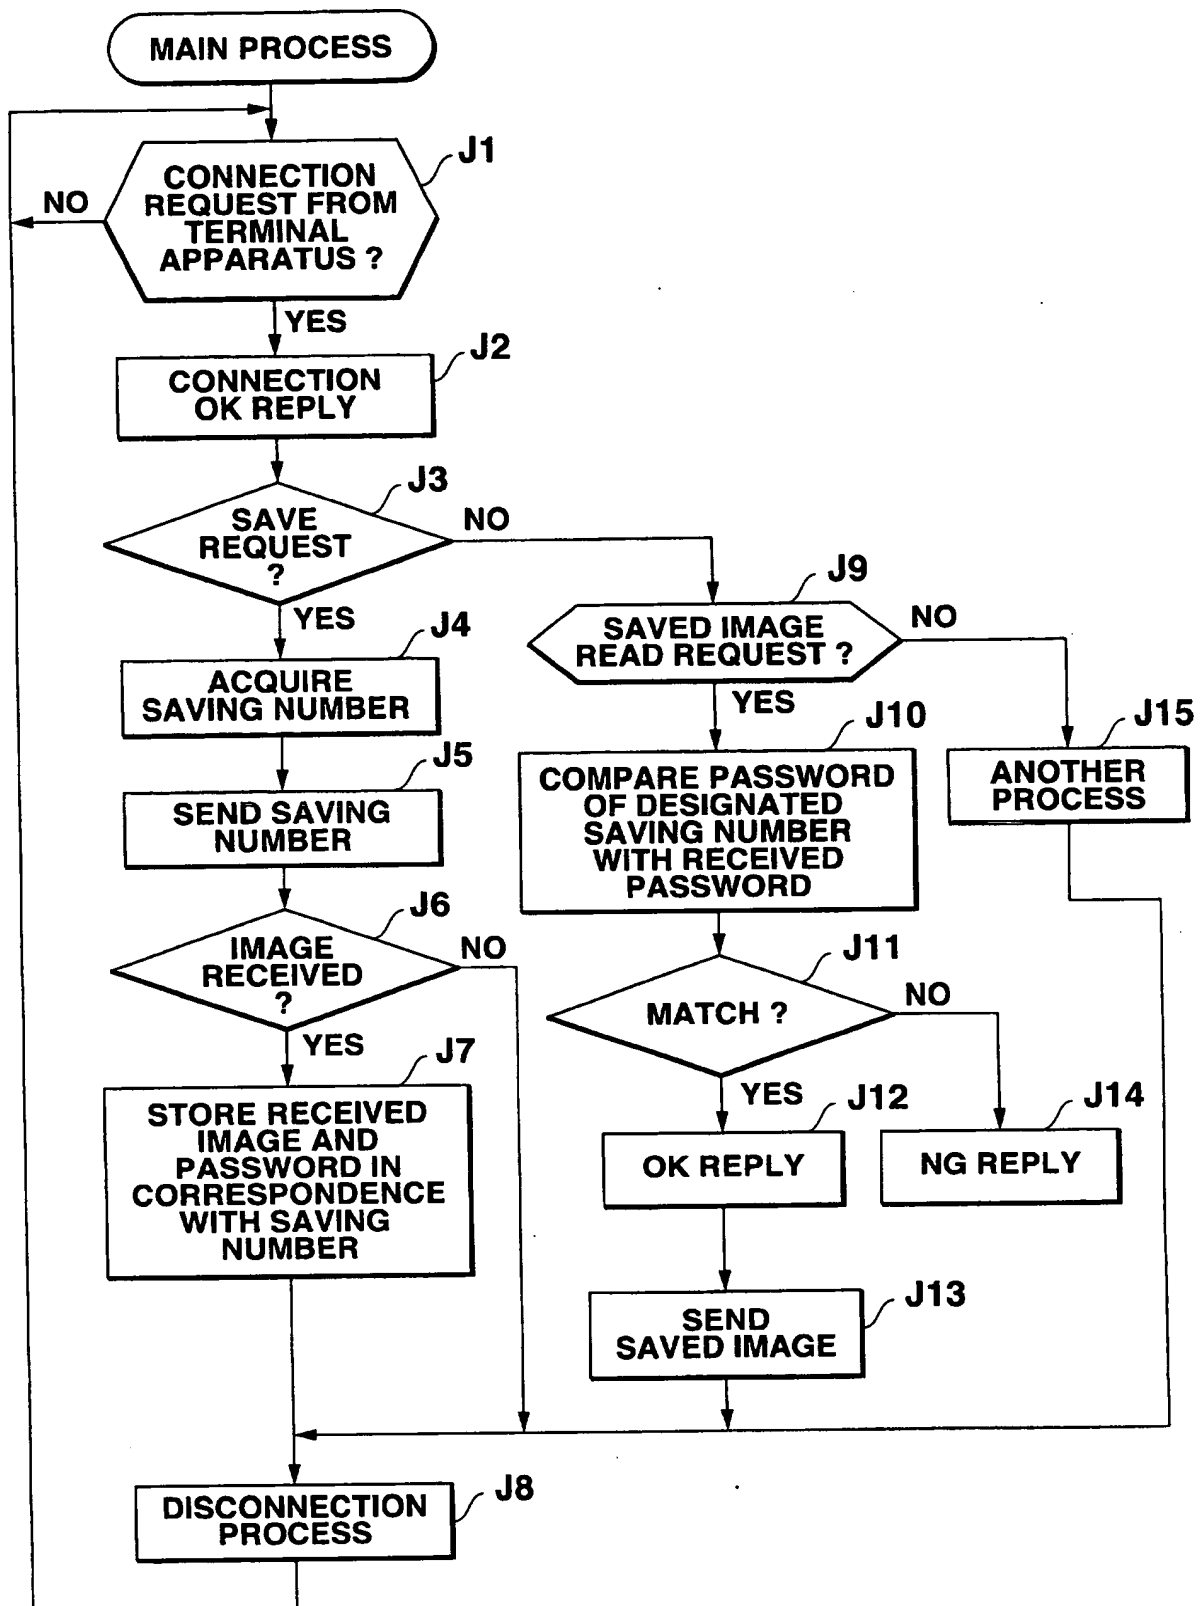 MAIN PROCESS
J1
CONNECTION
REQUEST FROM
TERMINAL
APPARATUS ?
NO
YES
J2
CONNECTION
OK REPLY
J3
SAVE
REQUEST
?
NO
YES
J4
ACQUIRE
SAVING NUMBER
J5
SEND SAVING
NUMBER
J6
IMAGE
RECEIVED
?
NO
YES
J7
STORE RECEIVED
IMAGE AND
PASSWORD IN
CORRESPONDENCE
WITH SAVING
NUMBER
J8
DISCONNECTION
PROCESS
J9
SAVED IMAGE
READ REQUEST ?
NO
YES
J10
COMPARE PASSWORD
OF DESIGNATED
SAVING NUMBER
WITH RECEIVED
PASSWORD
J11
MATCH ?
NO
YES
J12
OK REPLY
J13
SEND
SAVED IMAGE
J14
NG REPLY
J15
ANOTHER
PROCESS